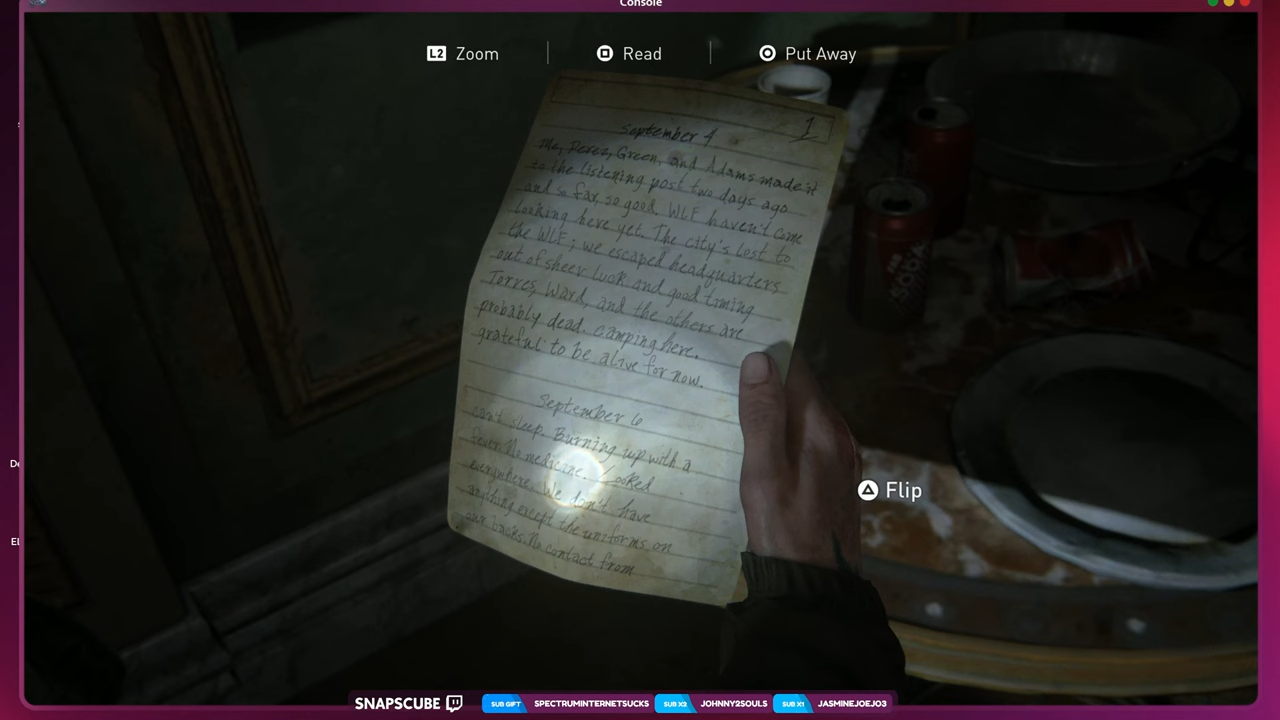 Console
L2 Zoom
Read
Put Away
1
September 4
Me, Perez, Green, and Adams made it
to the listening post two days ago
and so far, so good. WLF haven't come
looking here yet. The city's lost to
the WLF; we escaped headquarters
out of sheer luck and good timing
Torres, Ward, and the others are
probably dead. Camping here.
grateful to be alive for now.
September 6
can't sleep. Burning up with a
fever. No medicine. Looked
everywhere. We don't have
anything except the uniforms on
our backs. No contact from
Flip
SNAPSCUBE
SUB GIFT SPECTRUMINTERNETSUCKS SUB X2 JOHNNY2SOULS SUB X1 JASMINEJOEJO3